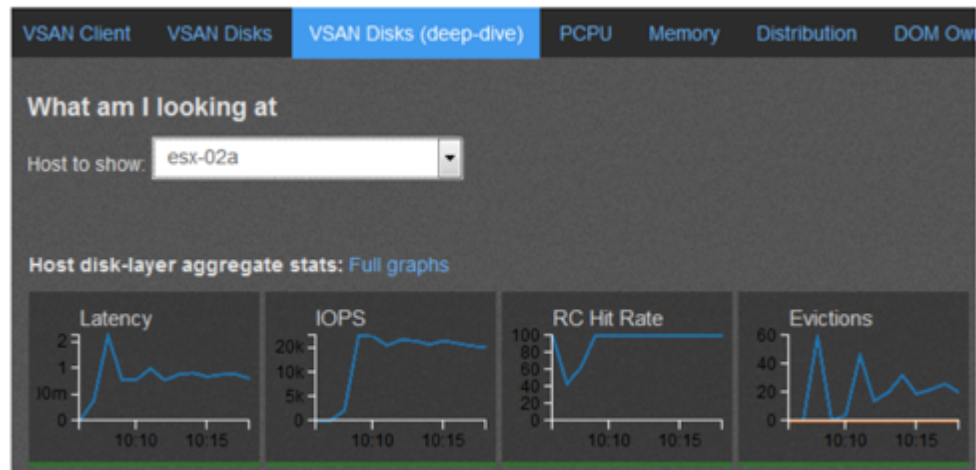 VSAN Client VSAN Disks VSAN Disks (deep-dive) PCPU Memory Distribution DOM Ow
What am I looking at
Host to show: esx-02a
Host disk-layer aggregate stats: Full graphs
Latency
2
1
0
10:10 10:15
IOPS
20k
10k
5k
0
10:10 10:15
RC Hit Rate
100
80
60
40
20
10:10 10:15
Evictions
60
40
20
0
10:10 10:15